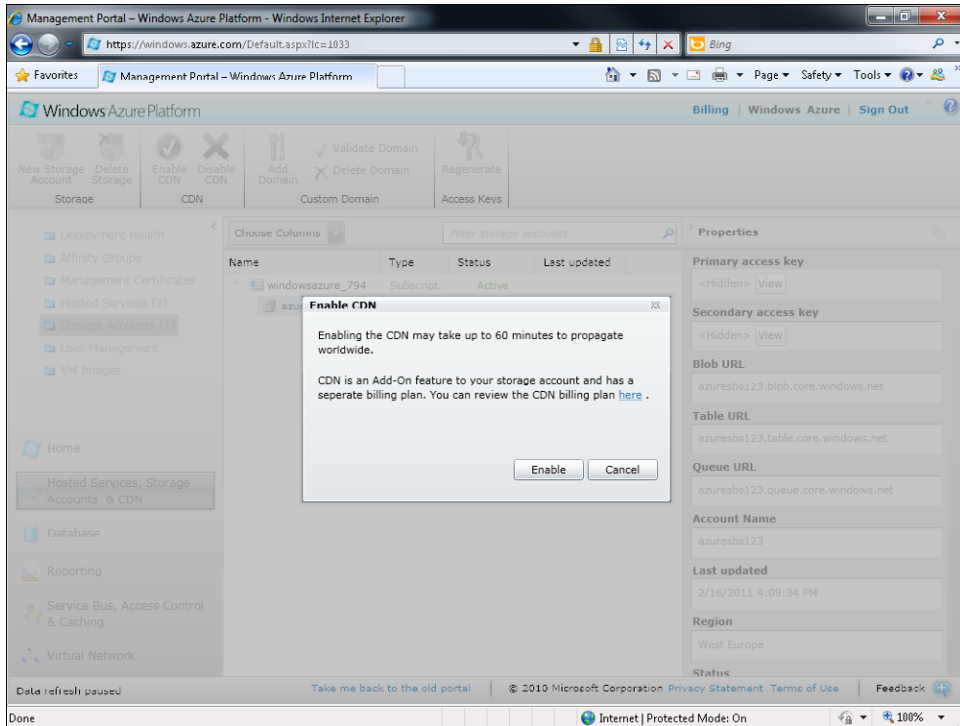 Management Portal – Windows Azure Platform - Windows Internet Explorer
https://windows.azure.com/Default.aspx?lc=1033
Bing
Favorites
Management Portal – Windows Azure Platform
Page
Safety
Tools
Windows Azure Platform
Billing | Windows Azure | Sign Out
New Storage Account
Delete Storage
Enable CDN
Disable CDN
Add Domain
Validate Domain
Delete Domain
Regenerate
Storage
CDN
Custom Domain
Access Keys
Deployment Health
Affinity Groups
Management Certificates
Hosted Services (2)
Storage Accounts (1)
User Management
VM Images
Home
Hosted Services, Storage Accounts & CDN
Database
Reporting
Service Bus, Access Control & Caching
Virtual Network
Choose Columns
Filter storage accounts
Name Type Status Last updated
windowsazure_794 Subscript... Active
azu
Enable CDN
Enabling the CDN may take up to 60 minutes to propagate
worldwide.
CDN is an Add-On feature to your storage account and has a
seperate billing plan. You can review the CDN billing plan here .
Enable
Cancel
Properties
Primary access key
<Hidden> View
Secondary access key
<Hidden> View
Blob URL
azuresbs123.blob.core.windows.net
Table URL
azuresbs123.table.core.windows.net
Queue URL
azuresbs123.queue.core.windows.net
Account Name
azuresbs123
Last updated
2/16/2011 4:09:34 PM
Region
West Europe
Status
Data refresh paused
Take me back to the old portal
© 2010 Microsoft Corporation Privacy Statement Terms of Use
Feedback
Done
Internet | Protected Mode: On
100%